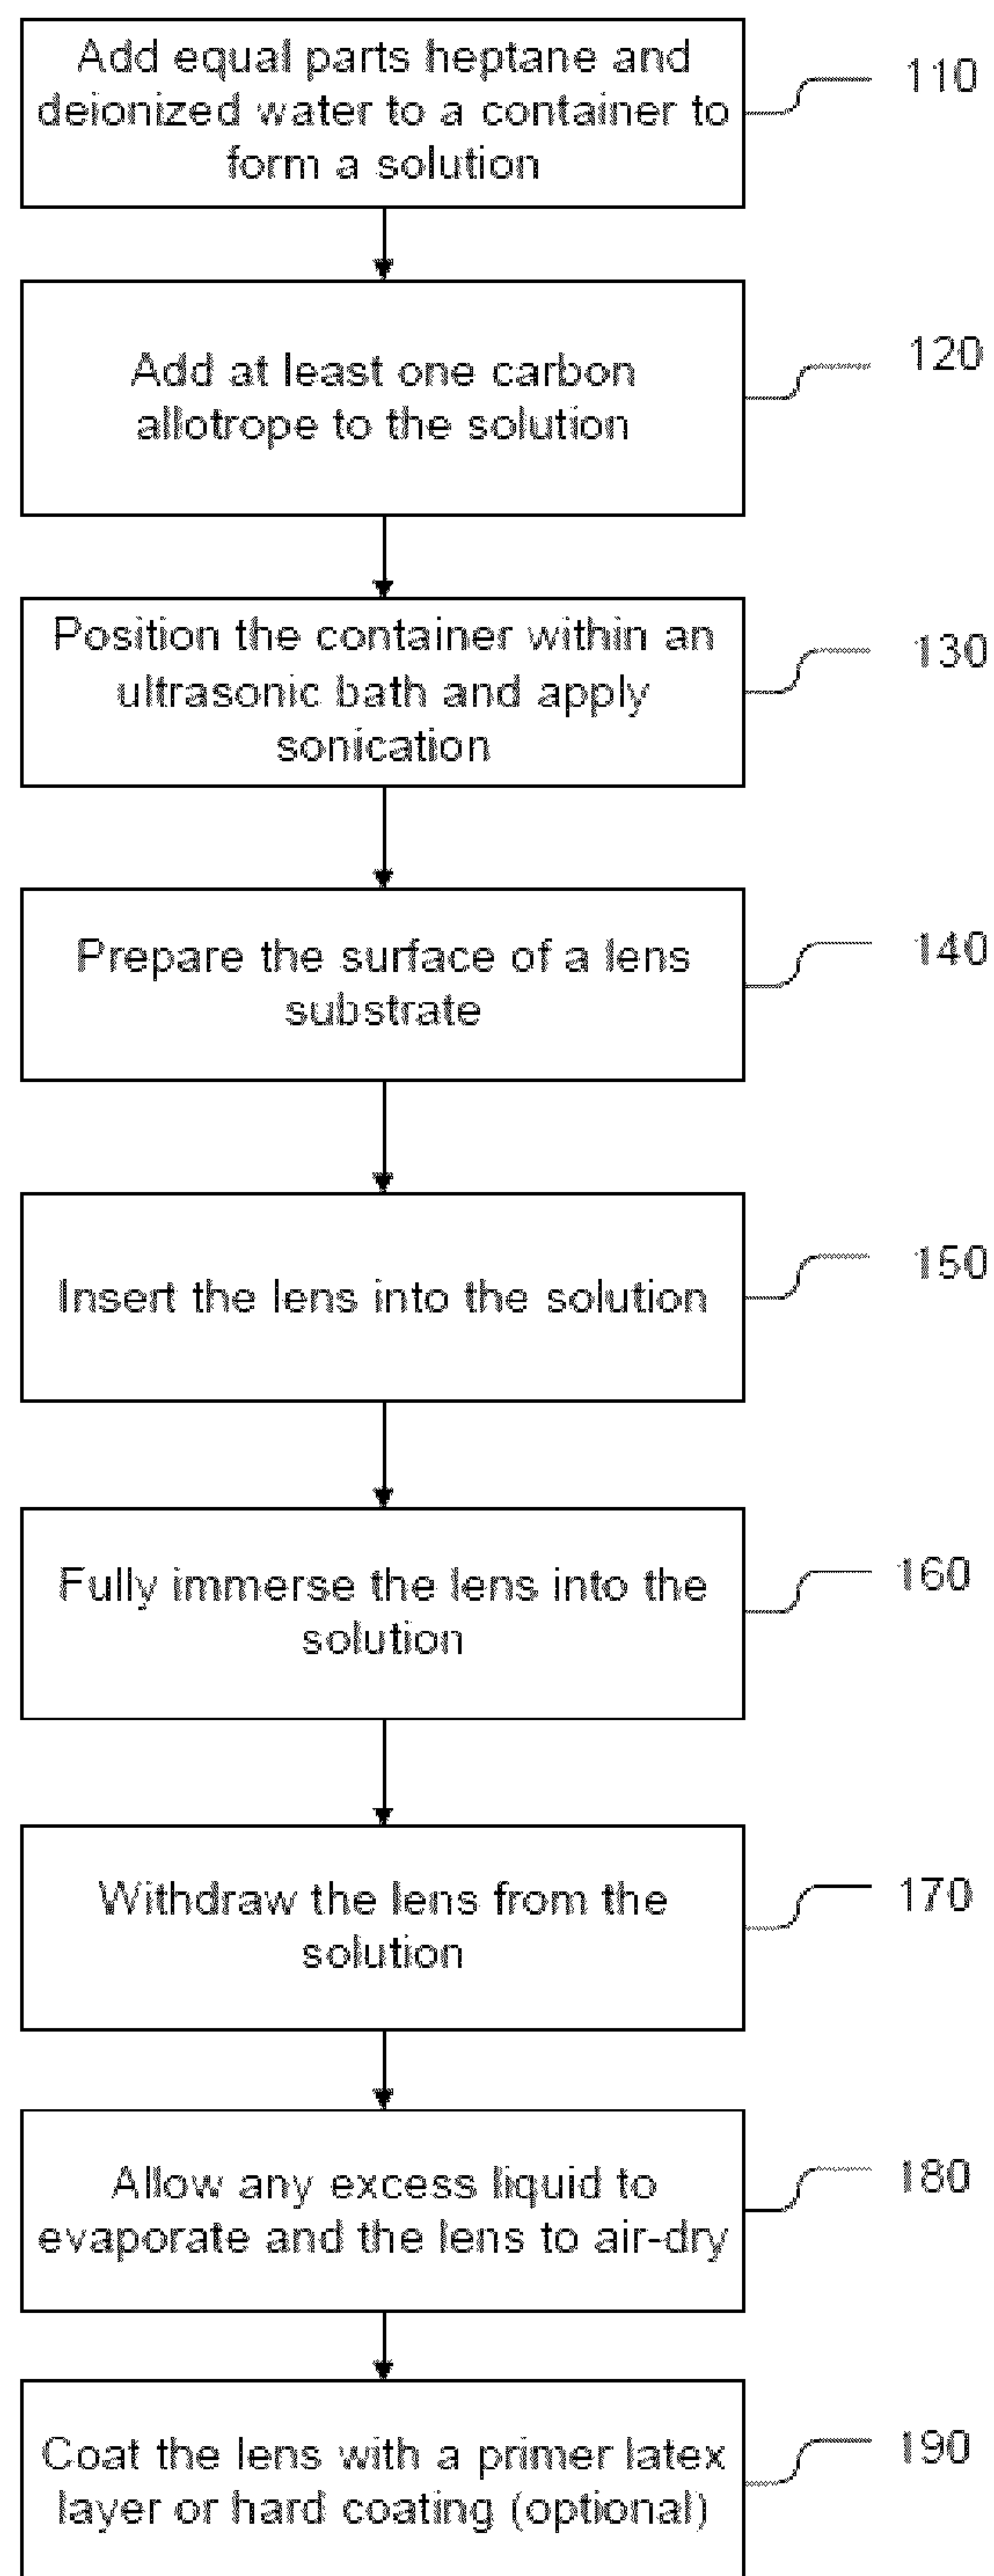 Add equal parts heptane and
deionized water to a container to
form a solution
110
Add at least one carbon
allotrope to the solution
120
Position the container within an
ultrasonic bath and apply
sonication
130
Prepare the surface of a lens
substrate
140
Insert the lens into the solution
150
Fully immerse the lens into the
solution
160
Withdraw the lens from the
solution
170
Allow any excess liquid to
evaporate and the lens to air-dry
180
Coat the lens with a primer latex
layer or hard coating (optional)
190